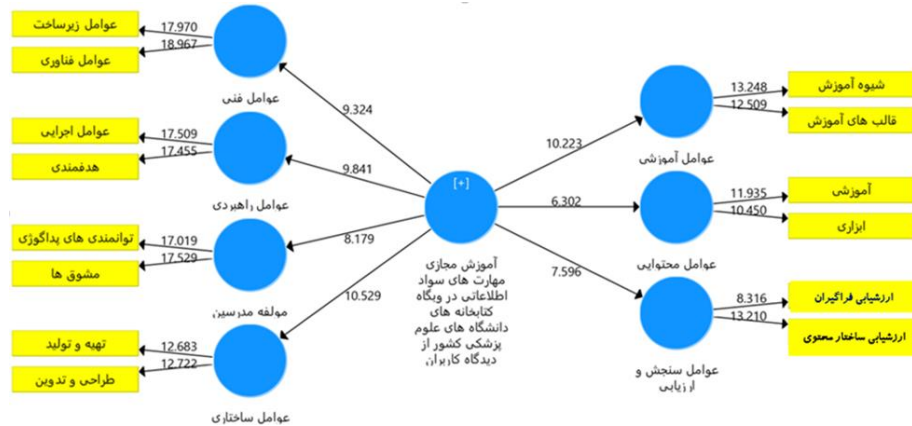 عوامل زیرساخت
17.970
18.967
عوامل فناوری
عوامل فنی
9.324
عوامل اجرایی
17.509
17.455
هدفمندی
عوامل راهبردی
9.841
توانمندی های پداگوژی
17.019
17.529
مشوق ها
مولفه مدرسین
8.179
تهیه و تولید
12.683
12.722
طراحی و تدوین
عوامل ساختاری
10.529
[+]
آموزش مجازی
مهارت های سواد
اطلاعاتی در وبگاه
کتابخانه های
دانشگاه های علوم
پزشکی کشور از
دیدگاه کاربران
10.223
شیوه آموزش
13.248
12.509
قالب های آموزش
عوامل آموزشی
6.302
آموزشی
11.935
10.450
ابزاری
عوامل محتوایی
7.596
ارزشیابی فراگیران
8.316
13.210
ارزشیابی ساختار محتوی
عوامل سنجش و
ارزیابی